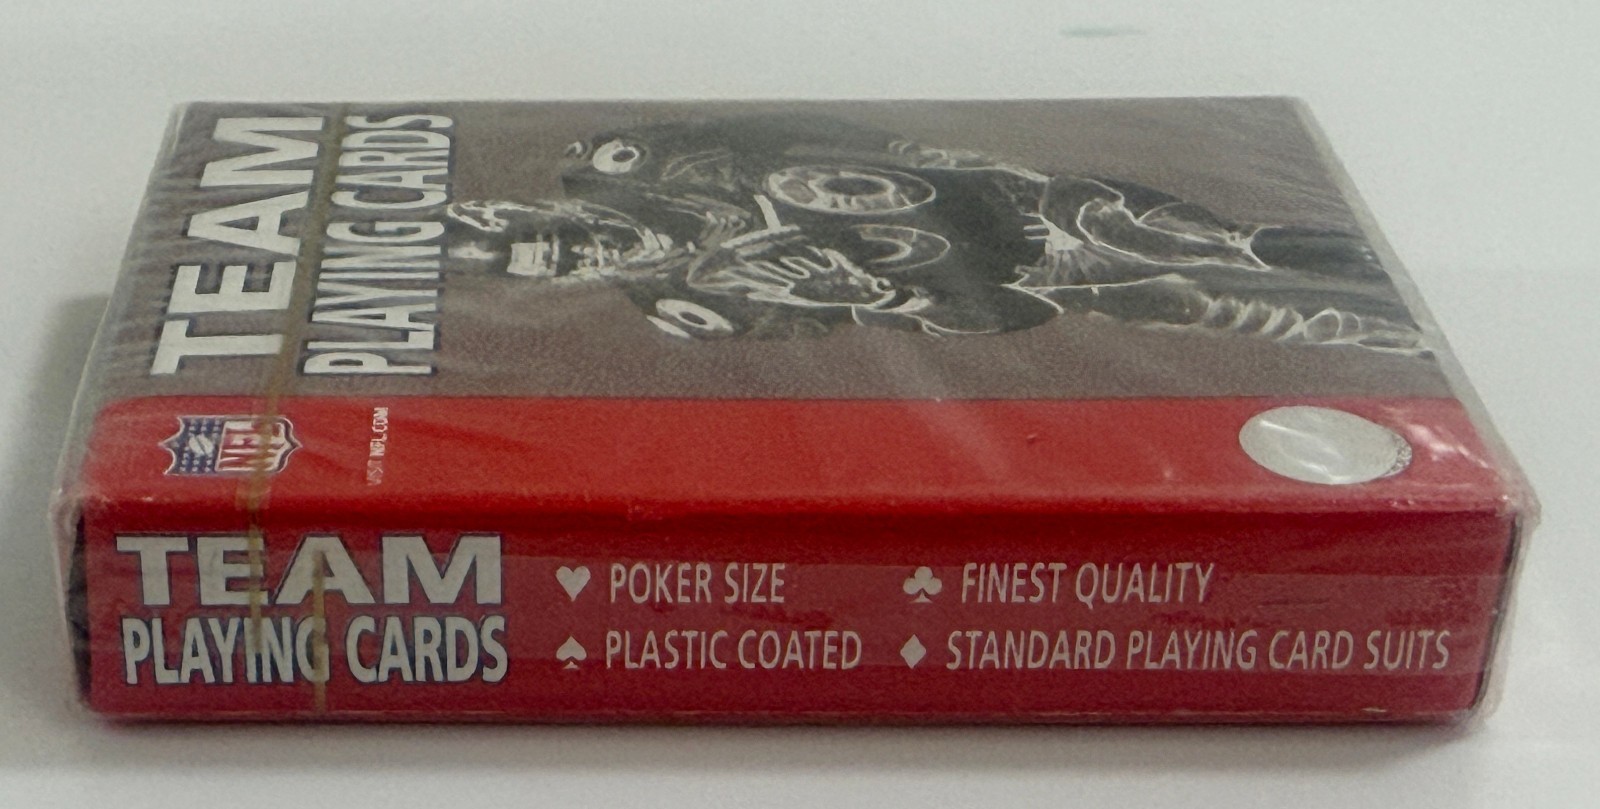 TEAM
PLAYING CARDS
NFL
VISIT NFL.COM
TEAM
PLAYING CARDS
♥ POKER SIZE
♠ PLASTIC COATED
♣ FINEST QUALITY
♦ STANDARD PLAYING CARD SUITS